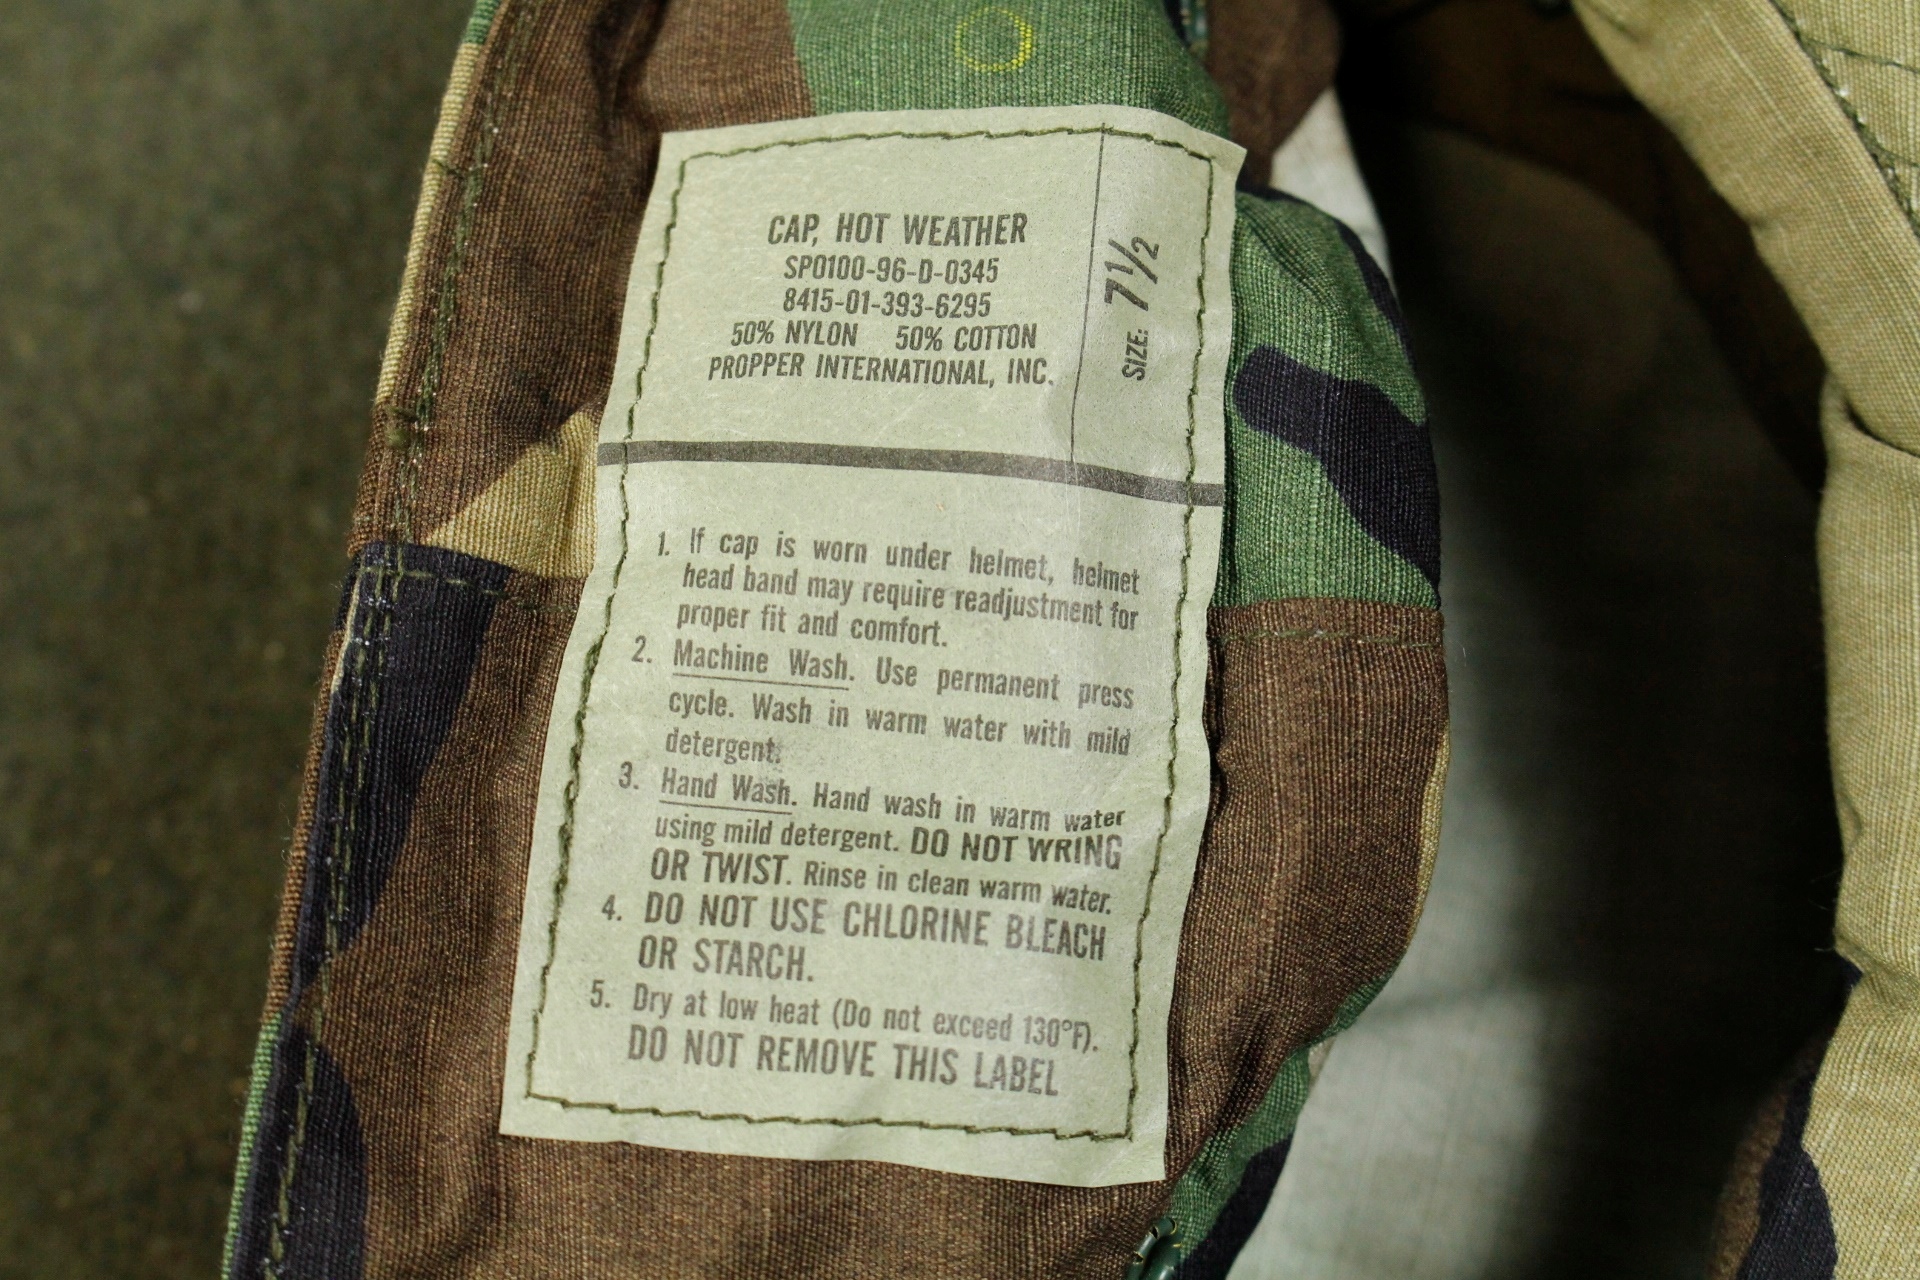 CAP, HOT WEATHER
SPO100-96-D-0345
8415-01-393-6295
50% NYLON 50% COTTON
PROPPER INTERNATIONAL, INC.
SIZE: 7½
1. If cap is worn under helmet, helmet
head band may require readjustment for
proper fit and comfort.
2. Machine Wash. Use permanent press
cycle. Wash in warm water with mild
detergent.
3. Hand Wash. Hand wash in warm water
using mild detergent. DO NOT WRING
OR TWIST. Rinse in clean warm water.
4. DO NOT USE CHLORINE BLEACH
OR STARCH.
5. Dry at low heat (Do not exceed 130°F).
DO NOT REMOVE THIS LABEL